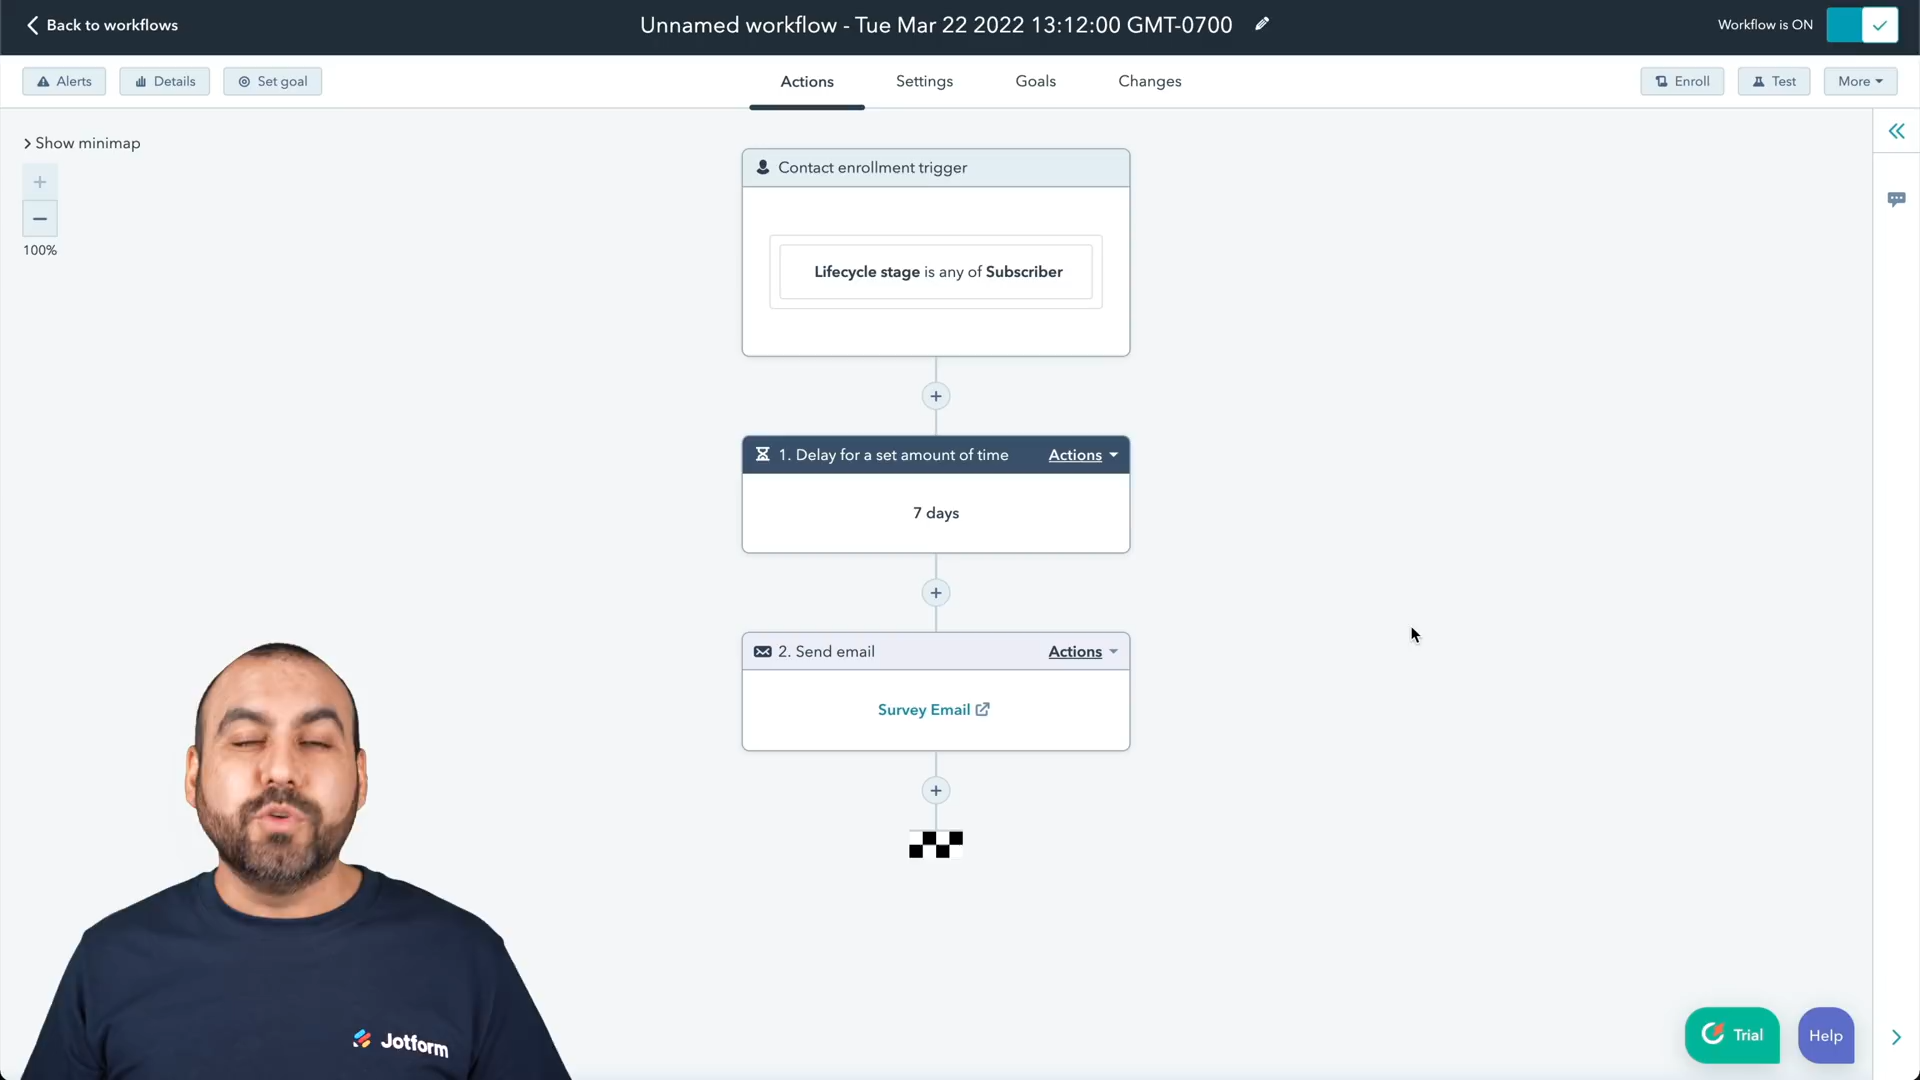 Back to workflows
Unnamed workflow - Tue Mar 22 2022 13:12:00 GMT-0700
Workflow is ON
Alerts
Details
Set goal
Actions
Settings
Goals
Changes
Enroll
Test
More
Show minimap
100%
Contact enrollment trigger
Lifecycle stage is any of Subscriber
1. Delay for a set amount of time
Actions
7 days
2. Send email
Actions
Survey Email
Jotform
Trial
Help